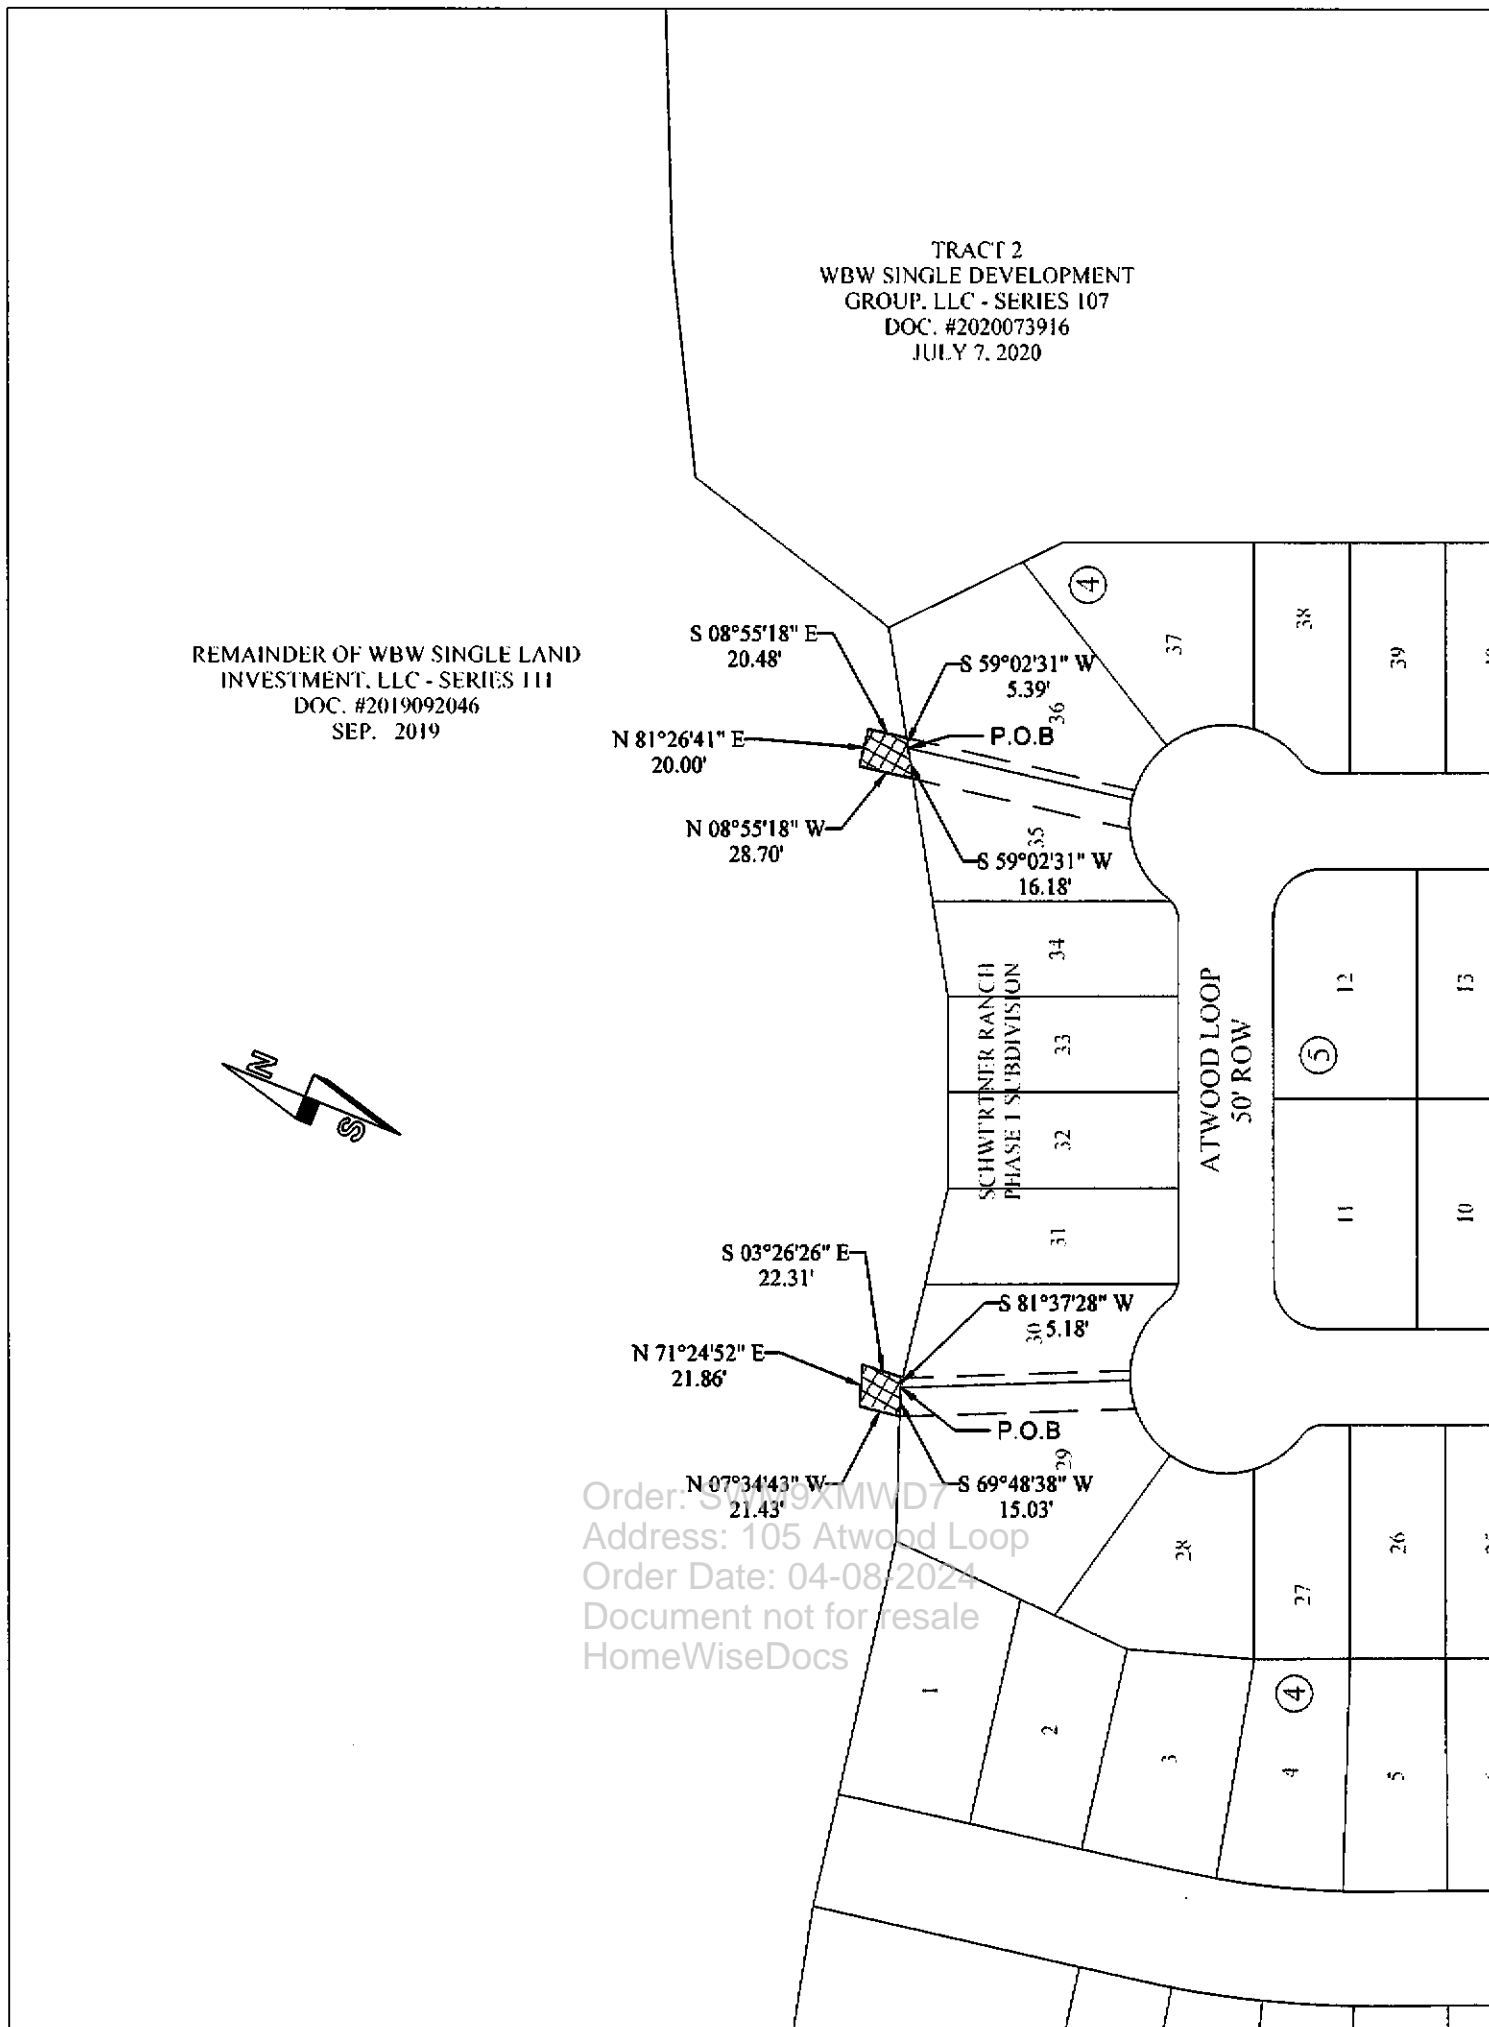 TRACT 2
WBW SINGLE DEVELOPMENT
GROUP, LLC - SERIES 107
DOC. #2020073916
JULY 7, 2020
4
37
38
39
REMAINDER OF WBW SINGLE LAND
INVESTMENT, LLC - SERIES 111
DOC. #2019092046
SEP. 2019
S 08°55'18" E
20.48'
S 59°02'31" W
5.39'
36
P.O.B
N 81°26'41" E
20.00'
N 08°55'18" W
28.70'
35
S 59°02'31" W
16.18'
34
33
32
31
SCHWERTNER RANCH
PHASE 1 SUBDIVISION
ATWOOD LOOP
50' ROW
12
13
5
11
10
N
S
S 03°26'26" E
22.31'
S 81°37'28" W
5.18'
30
N 71°24'52" E
21.86'
P.O.B
29
N 07°34'43" W
21.43'
S 69°48'38" W
15.03'
28
27
26
Order: SWM9XMWD7
Address: 105 Atwood Loop
Order Date: 04-08-2024
Document not for resale
HomeWiseDocs
1
2
3
4
4
5